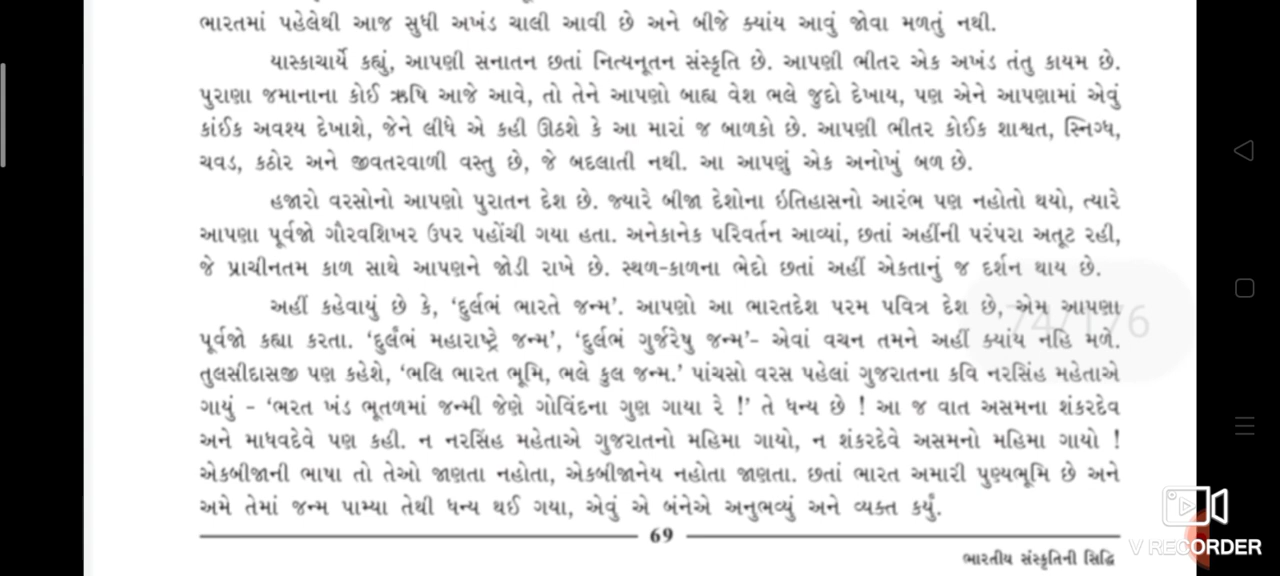 ભારતમાં પહેલેથી આજ સુધી અખંડ ચાલી આવી છે અને બીજે ક્યાંય આવું જોવા મળતું નથી.
યાસ્કાચાર્યે કહ્યું, આપણી સનાતન છતાં નિત્યનૂતન સંસ્કૃતિ છે. આપણી ભીતર એક અખંડ તંતુ કાયમ છે.
પુરાણા જમાનાના કોઈ ઋષિ આજે આવે, તો તેને આપણો બાહ્ય વેશ ભલે જુદો દેખાય, પણ એને આપણામાં એવું
કાંઈક અવશ્ય દેખાશે, જેને લીધે એ કહી ઊઠશે કે આ મારાં જ બાળકો છે. આપણી ભીતર કોઈક શાશ્વત, સ્નિગ્ધ,
ચવડ, કઠોર અને જીવતરવાળી વસ્તુ છે, જે બદલાતી નથી. આ આપણું એક અનોખું બળ છે.
હજારો વરસોનો આપણો પુરાતન દેશ છે. જ્યારે બીજા દેશોના ઇતિહાસનો આરંભ પણ નહોતો થયો, ત્યારે
આપણા પૂર્વજો ગૌરવશિખર ઉપર પહોંચી ગયા હતા. અનેકાનેક પરિવર્તન આવ્યાં, છતાં અહીંની પરંપરા અતૂટ રહી,
જે પ્રાચીનતમ કાળ સાથે આપણને જોડી રાખે છે. સ્થળ-કાળના ભેદો છતાં અહીં એકતાનું જ દર્શન થાય છે.
અહીં કહેવાયું છે કે, ‘દુર્લભં ભારતે જન્મ’. આપણો આ ભારતદેશ પરમ પવિત્ર દેશ છે, એમ આપણા
74/176
પૂર્વજો કહ્યા કરતા. ‘દુર્લભં મહારાષ્ટ્રે જન્મ’, ‘દુર્લભં ગુર્જરેષુ જન્મ’- એવાં વચન તમને અહીં ક્યાંય નહિ મળે.
તુલસીદાસજી પણ કહેશે, ‘ભલિ ભારત ભૂમિ, ભલે કુલ જન્મ.’ પાંચસો વરસ પહેલાં ગુજરાતના કવિ નરસિંહ મહેતાએ
ગાયું - ‘ભરત ખંડ ભૂતળમાં જન્મી જેણે ગોવિંદના ગુણ ગાયા રે !’ તે ધન્ય છે ! આ જ વાત અસમના શંકરદેવ
અને માધવદેવે પણ કહી. ન નરસિંહ મહેતાએ ગુજરાતનો મહિમા ગાયો, ન શંકરદેવે અસમનો મહિમા ગાયો !
એકબીજાની ભાષા તો તેઓ જાણતા નહોતા, એકબીજાનેય નહોતા જાણતા. છતાં ભારત અમારી પુણ્યભૂમિ છે અને
અમે તેમાં જન્મ પામ્યા તેથી ધન્ય થઈ ગયા, એવું એ બંનેએ અનુભવ્યું અને વ્યક્ત કર્યું.
69
V RECORDER
ભારતીય સંસ્કૃતિની સિદ્ધિ